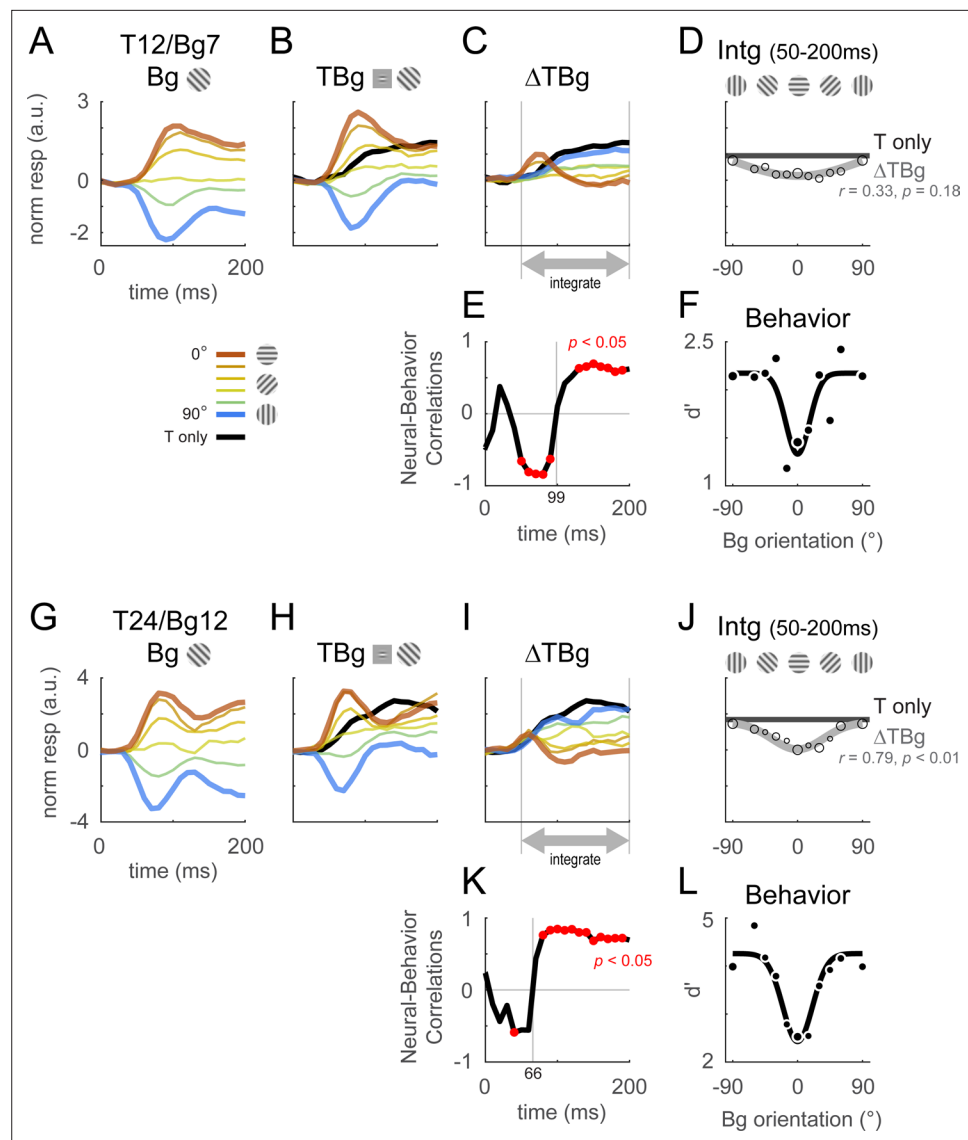 A
T12/Bg7
Bg
B
TBg
C
ΔTBg
D
Intg (50-200ms)
norm resp (a.u.)
3
0
-2
0
200
time (ms)
integrate
T only
ΔTBg
r = 0.33, p = 0.18
-90
0
90
0°
90°
T only
E
Neural-Behavior
Correlations
1
0
-1
p < 0.05
99
0
200
time (ms)
F
Behavior
d'
2.5
1
-90
0
90
Bg orientation (°)
G
T24/Bg12
Bg
H
TBg
I
ΔTBg
J
Intg (50-200ms)
norm resp (a.u.)
4
0
-4
0
200
time (ms)
integrate
T only
ΔTBg
r = 0.79, p < 0.01
-90
0
90
K
Neural-Behavior
Correlations
1
0
-1
p < 0.05
66
0
200
time (ms)
L
Behavior
d'
5
2
-90
0
90
Bg orientation (°)